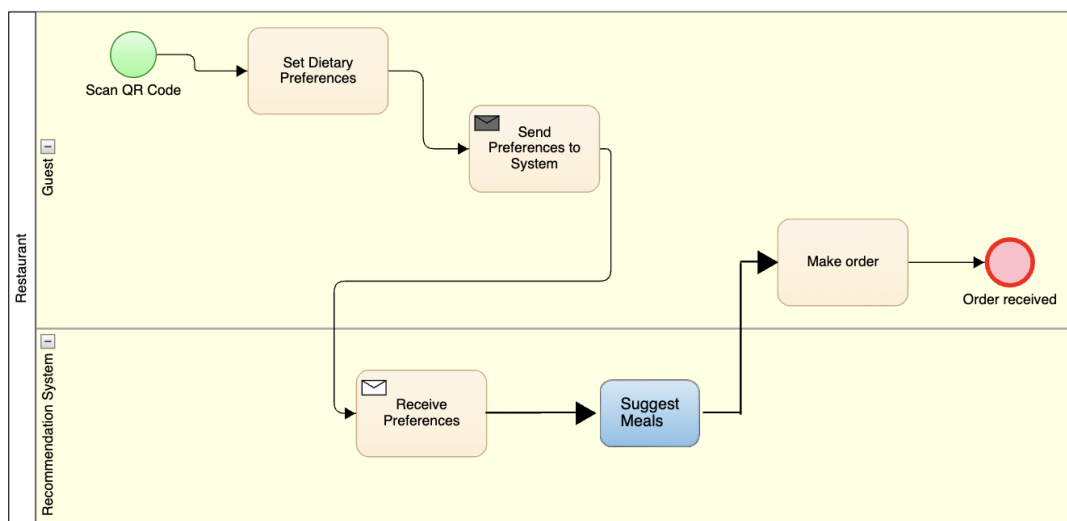 Restaurant
Guest
Scan QR Code
Set Dietary
Preferences
Send
Preferences to
System
Make order
Order received
Recommendation System
Receive
Preferences
Suggest
Meals